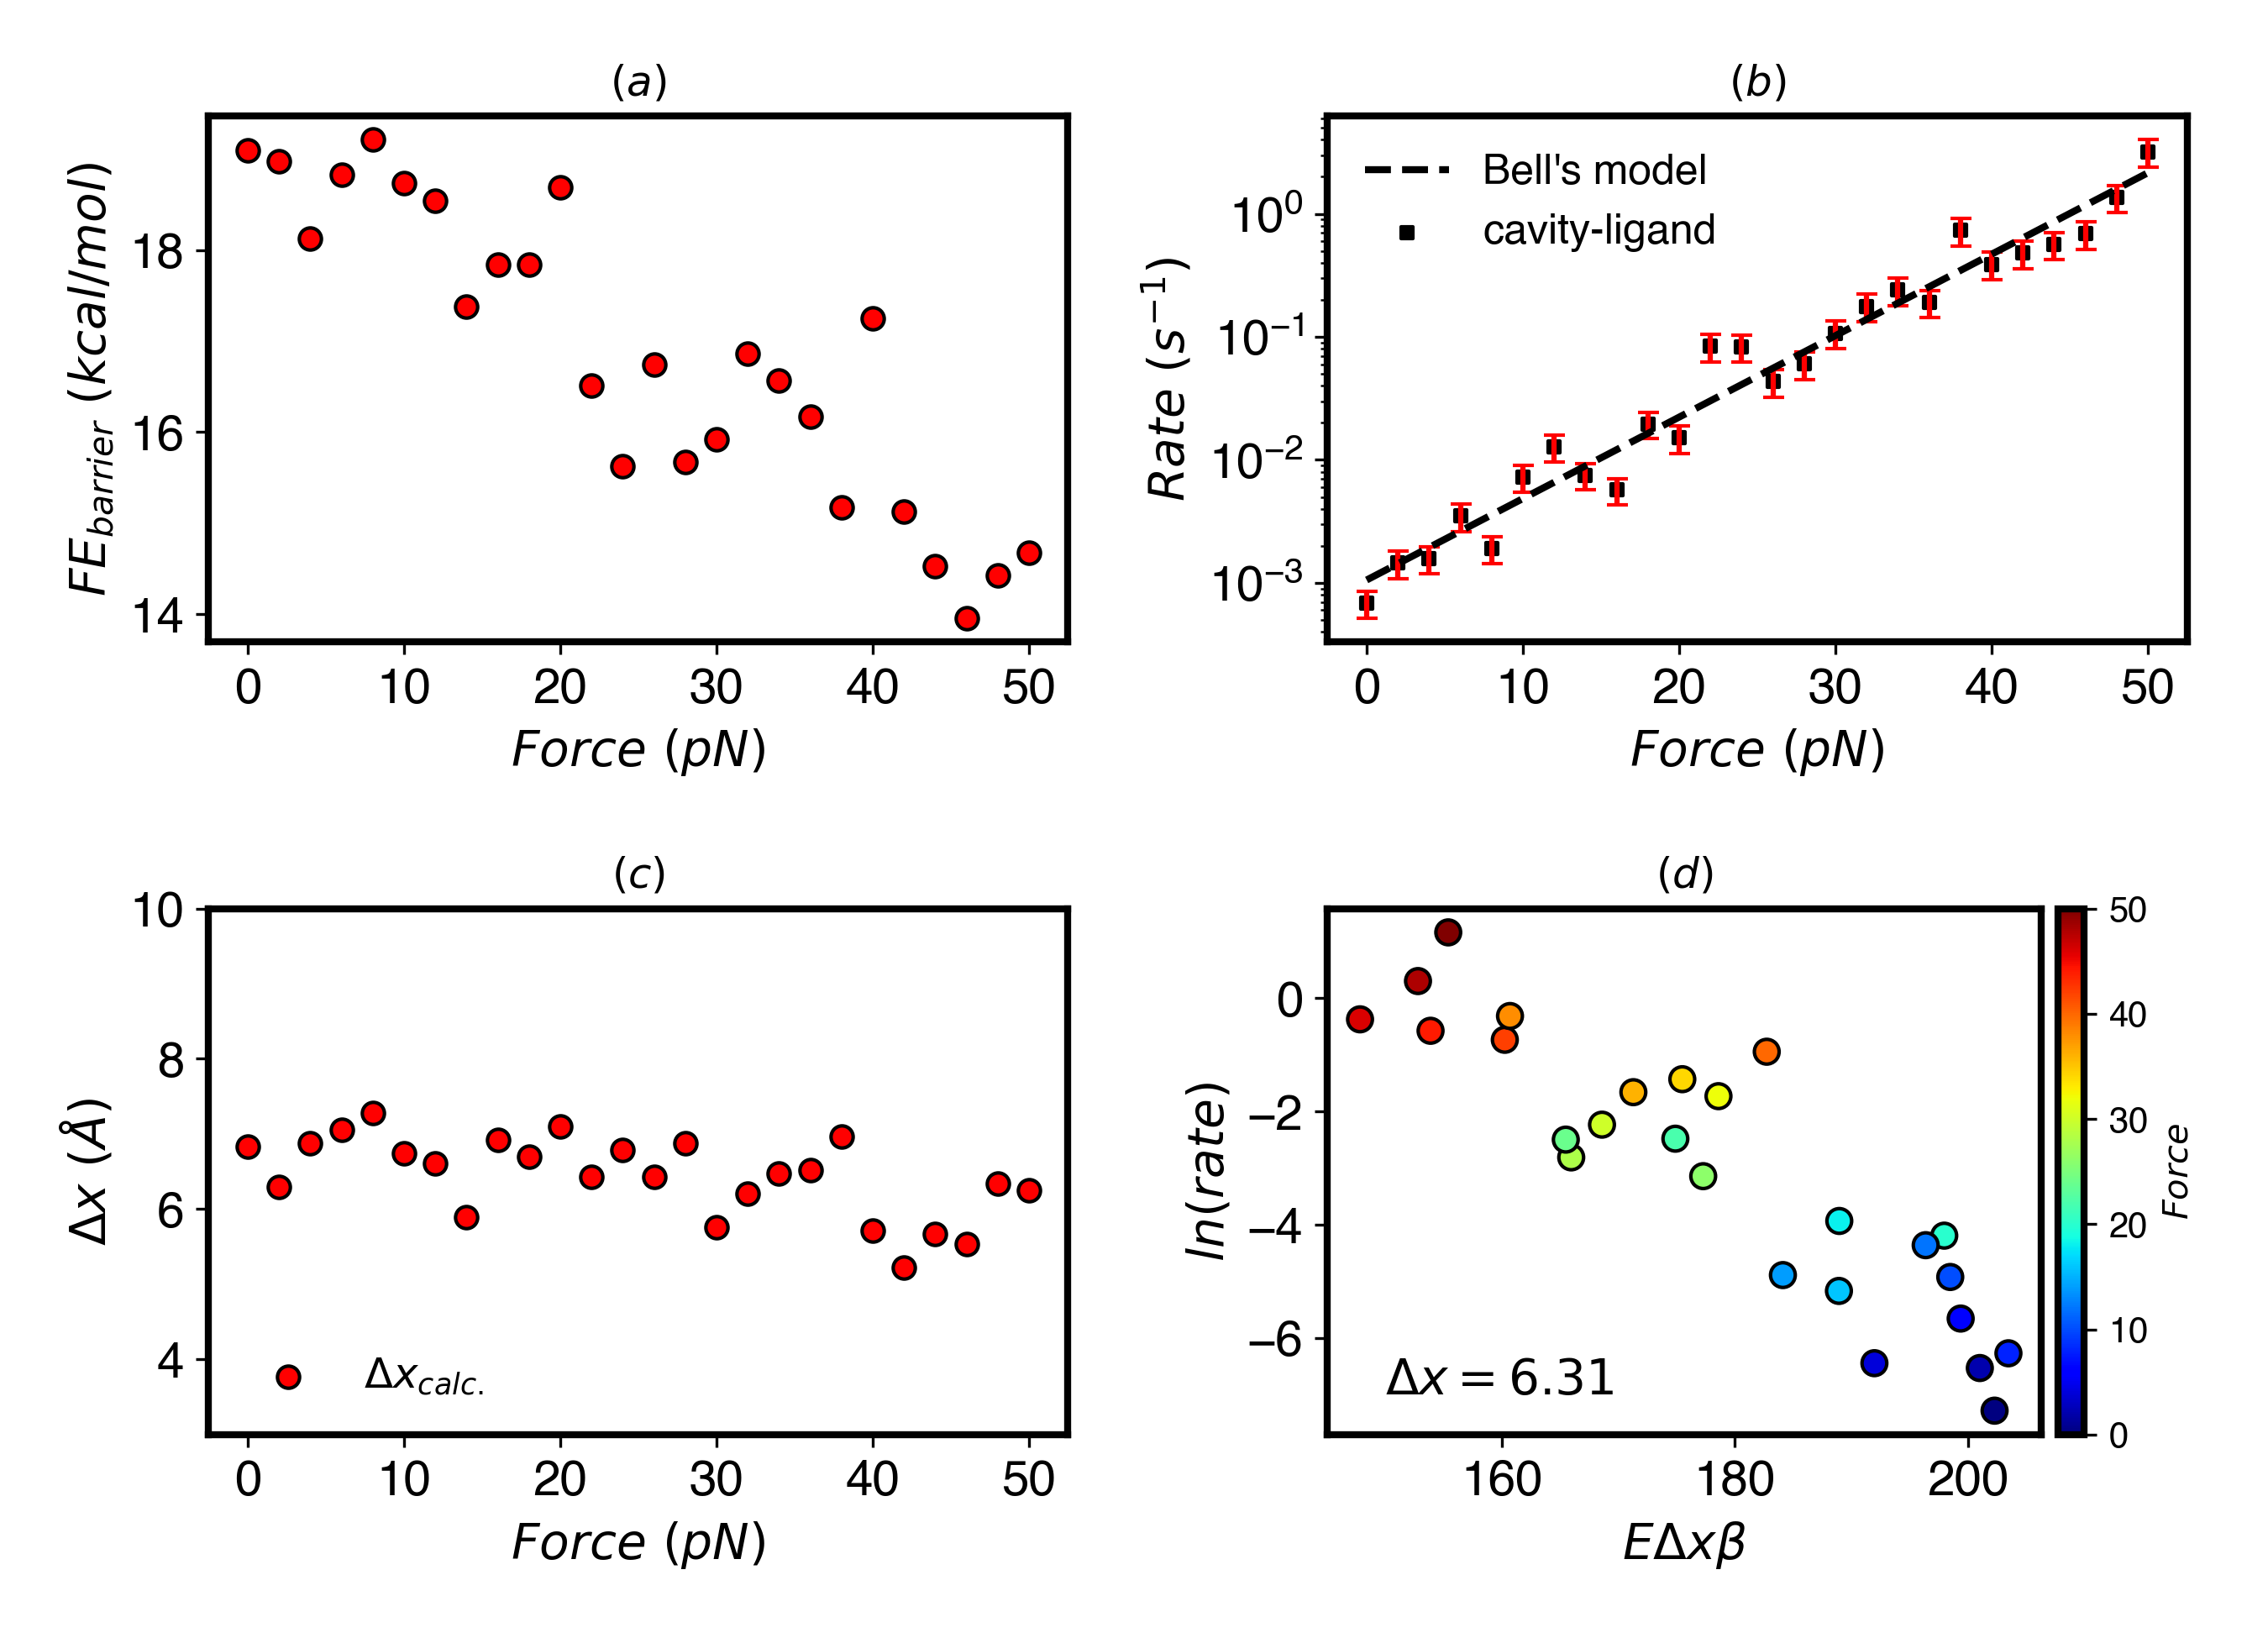 (a)
FE_barrier (kcal/mol)
18
16
14
0 10 20 30 40 50
Force (pN)
(b)
Rate (s⁻¹)
10⁰
10⁻¹
10⁻²
10⁻³
Bell's model
cavity-ligand
0 10 20 30 40 50
Force (pN)
(c)
Δx (Å)
10
8
6
4
Δx_calc.
0 10 20 30 40 50
Force (pN)
(d)
ln(rate)
0
−2
−4
−6
Δx = 6.31
160 180 200
EΔxβ
50
40
30
20
10
0
Force